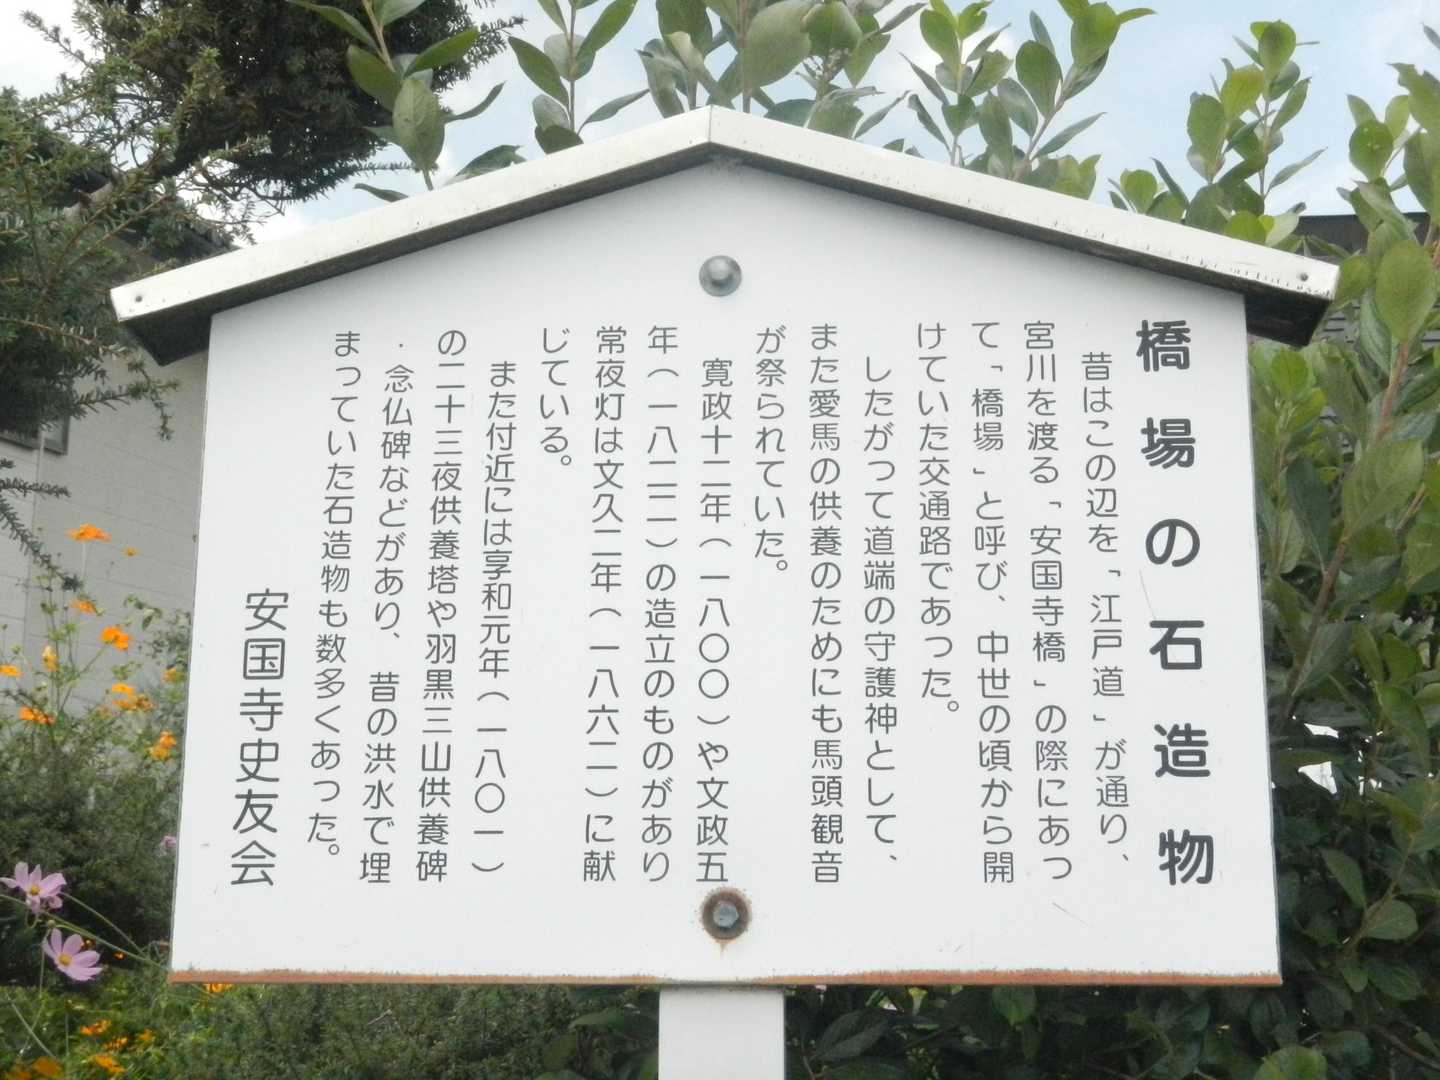 橋場の石造物
昔はこの辺を「江戸道」が通り、
宮川を渡る「安国寺橋」の際にあっ
て「橋場」と呼び、中世の頃から開
けていた交通路であった。
したがって道端の守護神として、
また愛馬の供養のためにも馬頭観音
が祭られていた。
寛政十二年(一八〇〇)や文政五
年(一八二二)の造立のものがあり
常夜灯は文久二年(一八六二)に献
じている。
また付近には享和元年(一八〇一)
の二十三夜供養塔や羽黒三山供養碑
・念仏碑などがあり、昔の洪水で埋
まっていた石造物も数多くあった。
安国寺史友会